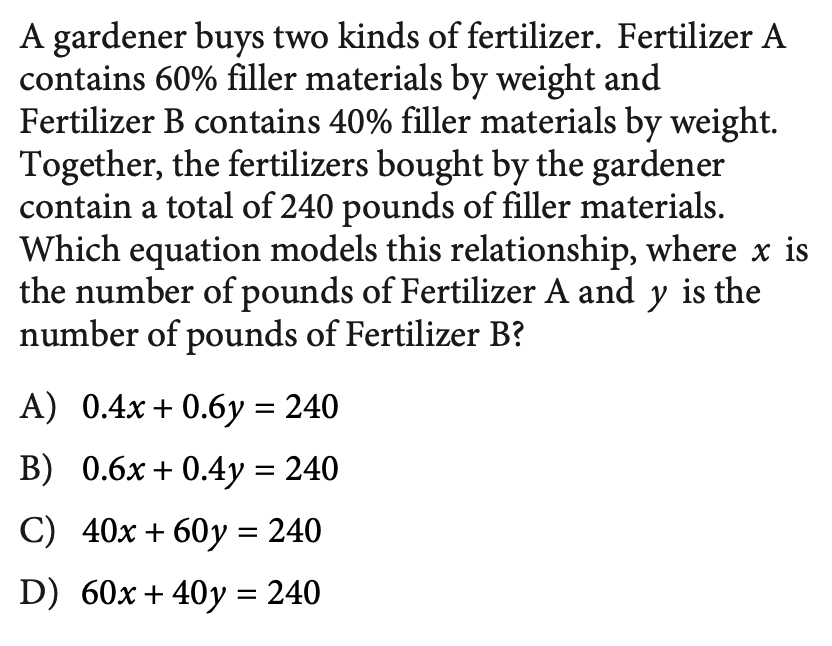 A gardener buys two kinds of fertilizer. Fertilizer A
contains 60% filler materials by weight and
Fertilizer B contains 40% filler materials by weight.
Together, the fertilizers bought by the gardener
contain a total of 240 pounds of filler materials.
Which equation models this relationship, where x is
the number of pounds of Fertilizer A and y is the
number of pounds of Fertilizer B?
A) 0.4x + 0.6y = 240
B) 0.6x + 0.4y = 240
C) 40x + 60y = 240
D) 60x + 40y = 240